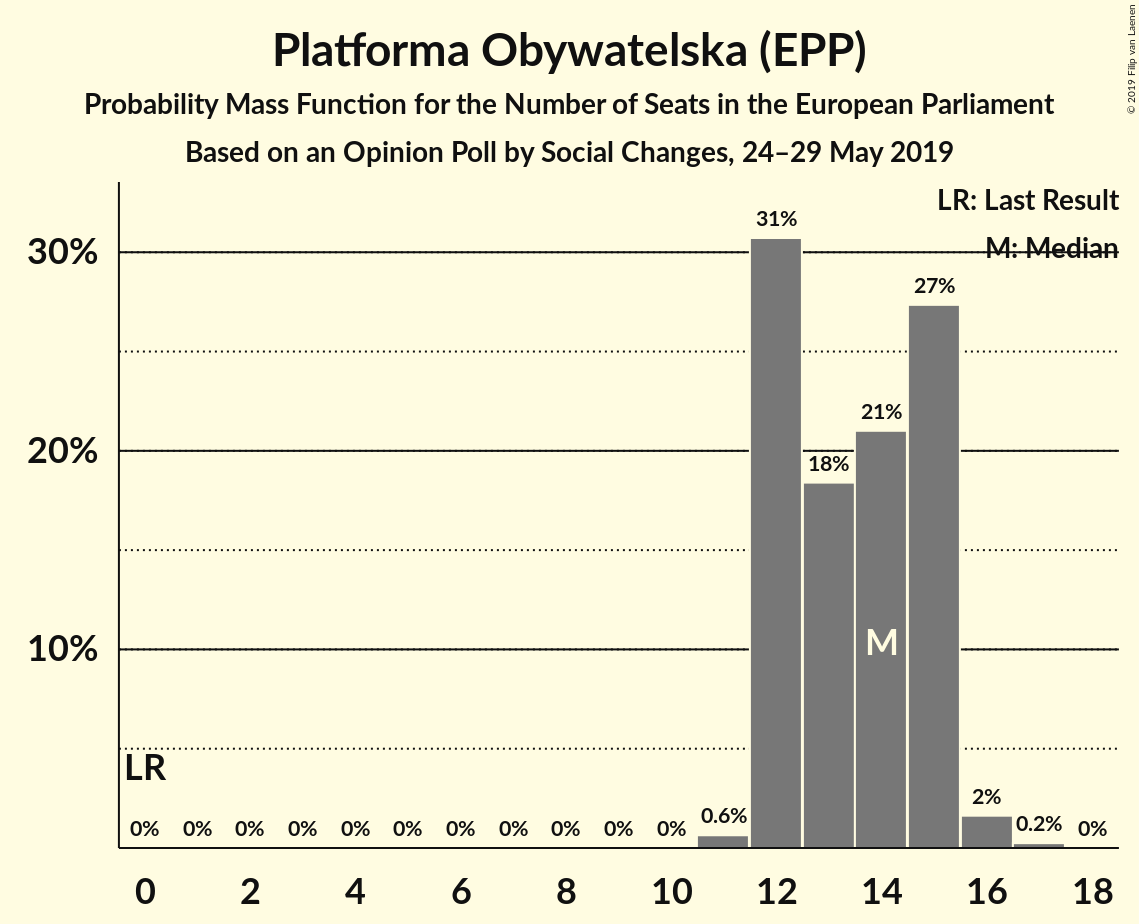 Platforma Obywatelska (EPP)
Probability Mass Function for the Number of Seats in the European Parliament
Based on an Opinion Poll by Social Changes, 24–29 May 2019
© 2019 Filip van Laenen
LR: Last Result
M: Median
30%
20%
10%
31%
27%
21%
18%
M
LR
0% 0% 0% 0% 0% 0% 0% 0% 0% 0% 0% 0.6% 2% 0.2% 0%
0 2 4 6 8 10 12 14 16 18